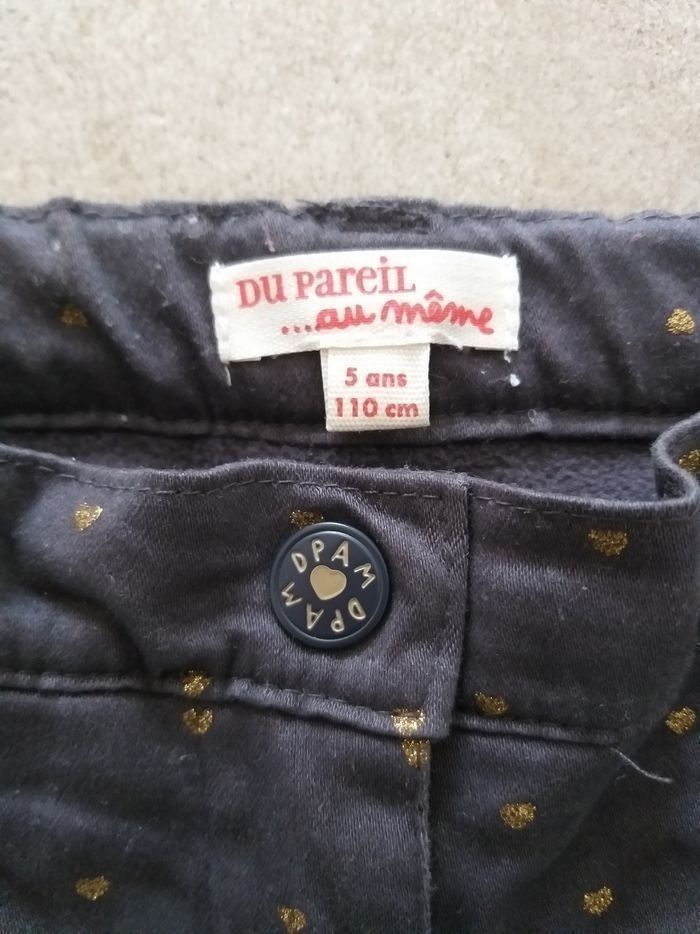 Du Pareil
...au même
5 ans
110 cm
DPAM
DPAM